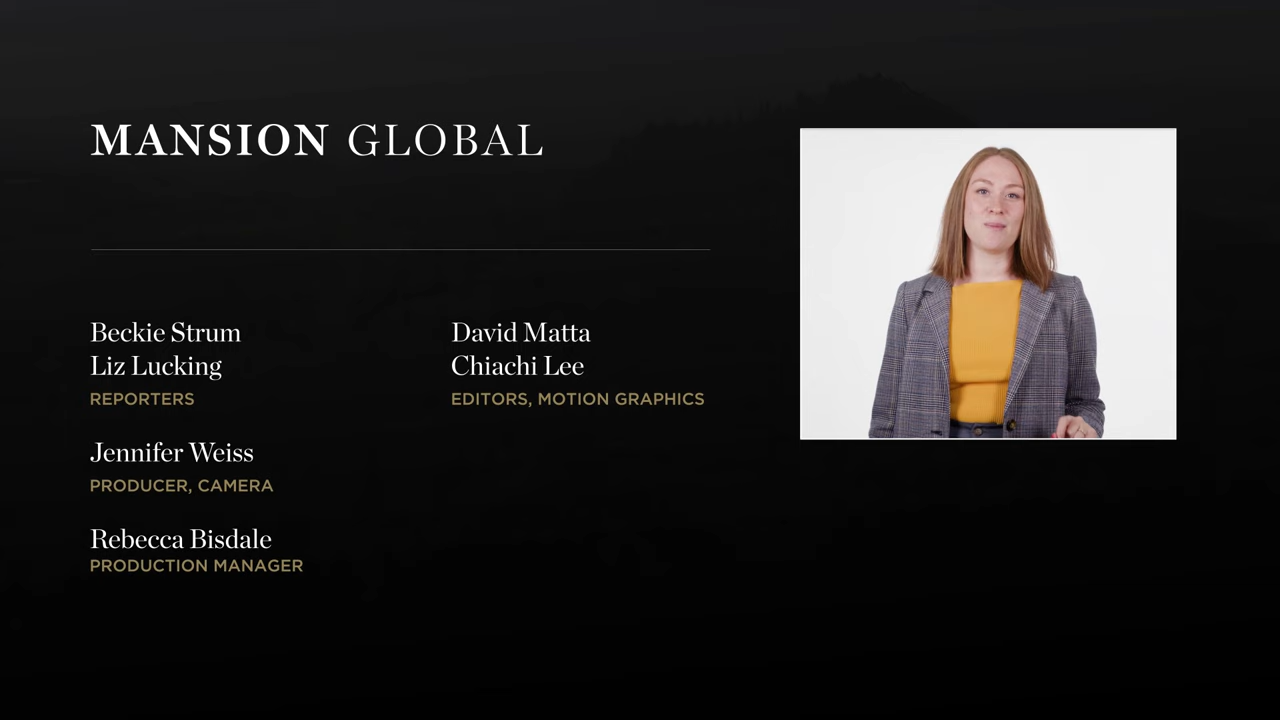 MANSION GLOBAL
Beckie Strum
Liz Lucking
REPORTERS
Jennifer Weiss
PRODUCER, CAMERA
Rebecca Bisdale
PRODUCTION MANAGER
David Matta
Chiachi Lee
EDITORS, MOTION GRAPHICS